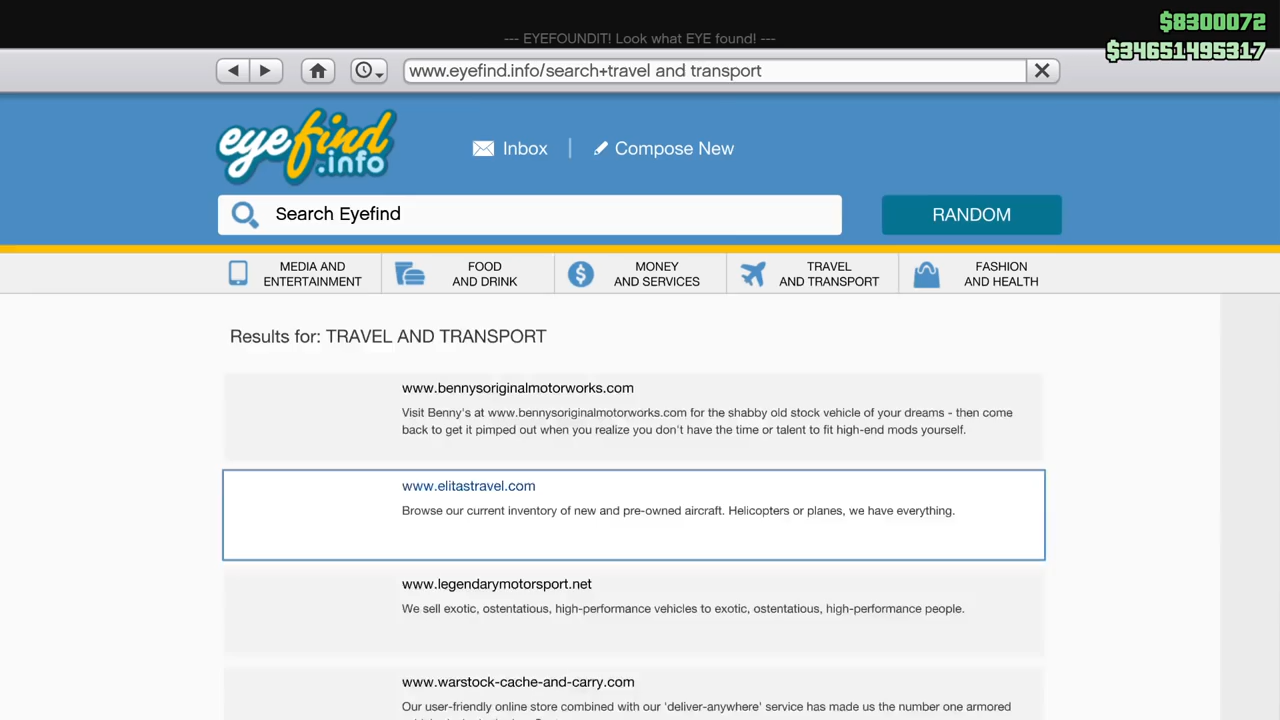 $8300072
--- EYEFOUNDIT! Look what EYE found! ---
$34651495317
www.eyefind.info/search+travel and transport
eyefind
.info
Inbox
Compose New
Search Eyefind
RANDOM
MEDIA AND
ENTERTAINMENT
FOOD
AND DRINK
MONEY
AND SERVICES
TRAVEL
AND TRANSPORT
FASHION
AND HEALTH
Results for: TRAVEL AND TRANSPORT
www.bennysoriginalmotorworks.com
Visit Benny's at www.bennysoriginalmotorworks.com for the shabby old stock vehicle of your dreams - then come
back to get it pimped out when you realize you don't have the time or talent to fit high-end mods yourself.
www.elitastravel.com
Browse our current inventory of new and pre-owned aircraft. Helicopters or planes, we have everything.
www.legendarymotorsport.net
We sell exotic, ostentatious, high-performance vehicles to exotic, ostentatious, high-performance people.
www.warstock-cache-and-carry.com
Our user-friendly online store combined with our 'deliver-anywhere' service has made us the number one armored